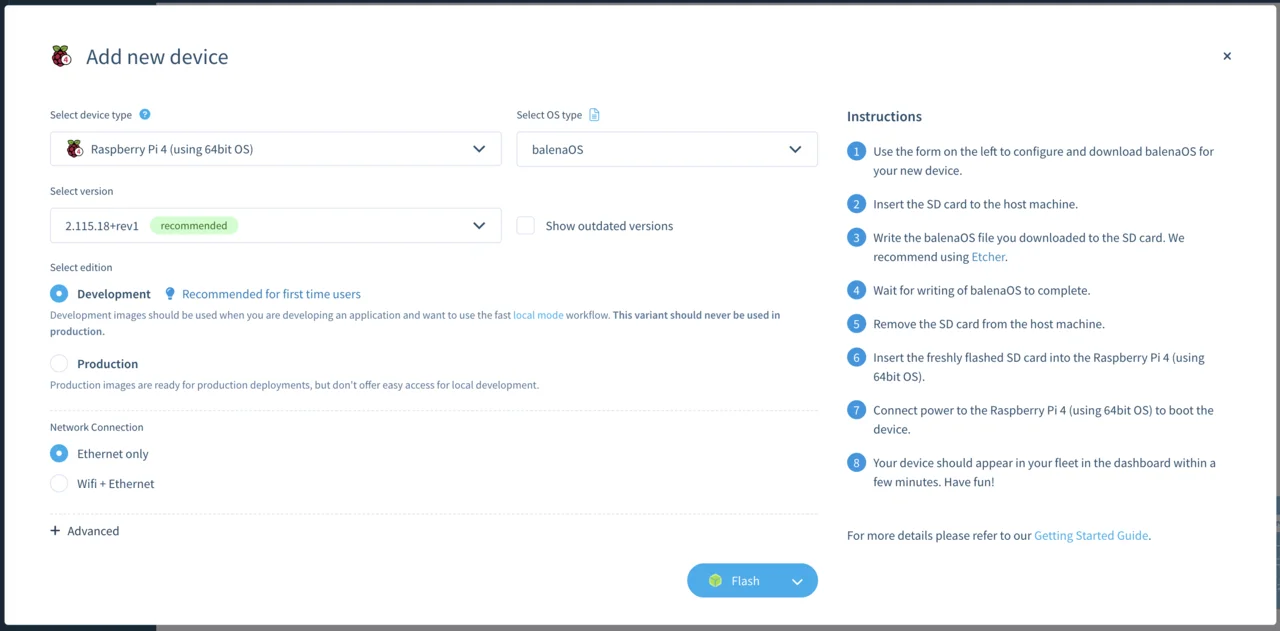 Add new device
Select device type
Select OS type
Raspberry Pi 4 (using 64bit OS)
balenaOS
Select version
2.115.18+rev1 recommended
Show outdated versions
Select edition
Development Recommended for first time users
Development images should be used when you are developing an application and want to use the fast local mode workflow. This variant should never be used in
production.
Production
Production images are ready for production deployments, but don't offer easy access for local development.
Network Connection
Ethernet only
Wifi + Ethernet
+ Advanced
Flash
Instructions
1 Use the form on the left to configure and download balenaOS for
your new device.
2 Insert the SD card to the host machine.
3 Write the balenaOS file you downloaded to the SD card. We
recommend using Etcher.
4 Wait for writing of balenaOS to complete.
5 Remove the SD card from the host machine.
6 Insert the freshly flashed SD card into the Raspberry Pi 4 (using
64bit OS).
7 Connect power to the Raspberry Pi 4 (using 64bit OS) to boot the
device.
8 Your device should appear in your fleet in the dashboard within a
few minutes. Have fun!
For more details please refer to our Getting Started Guide.